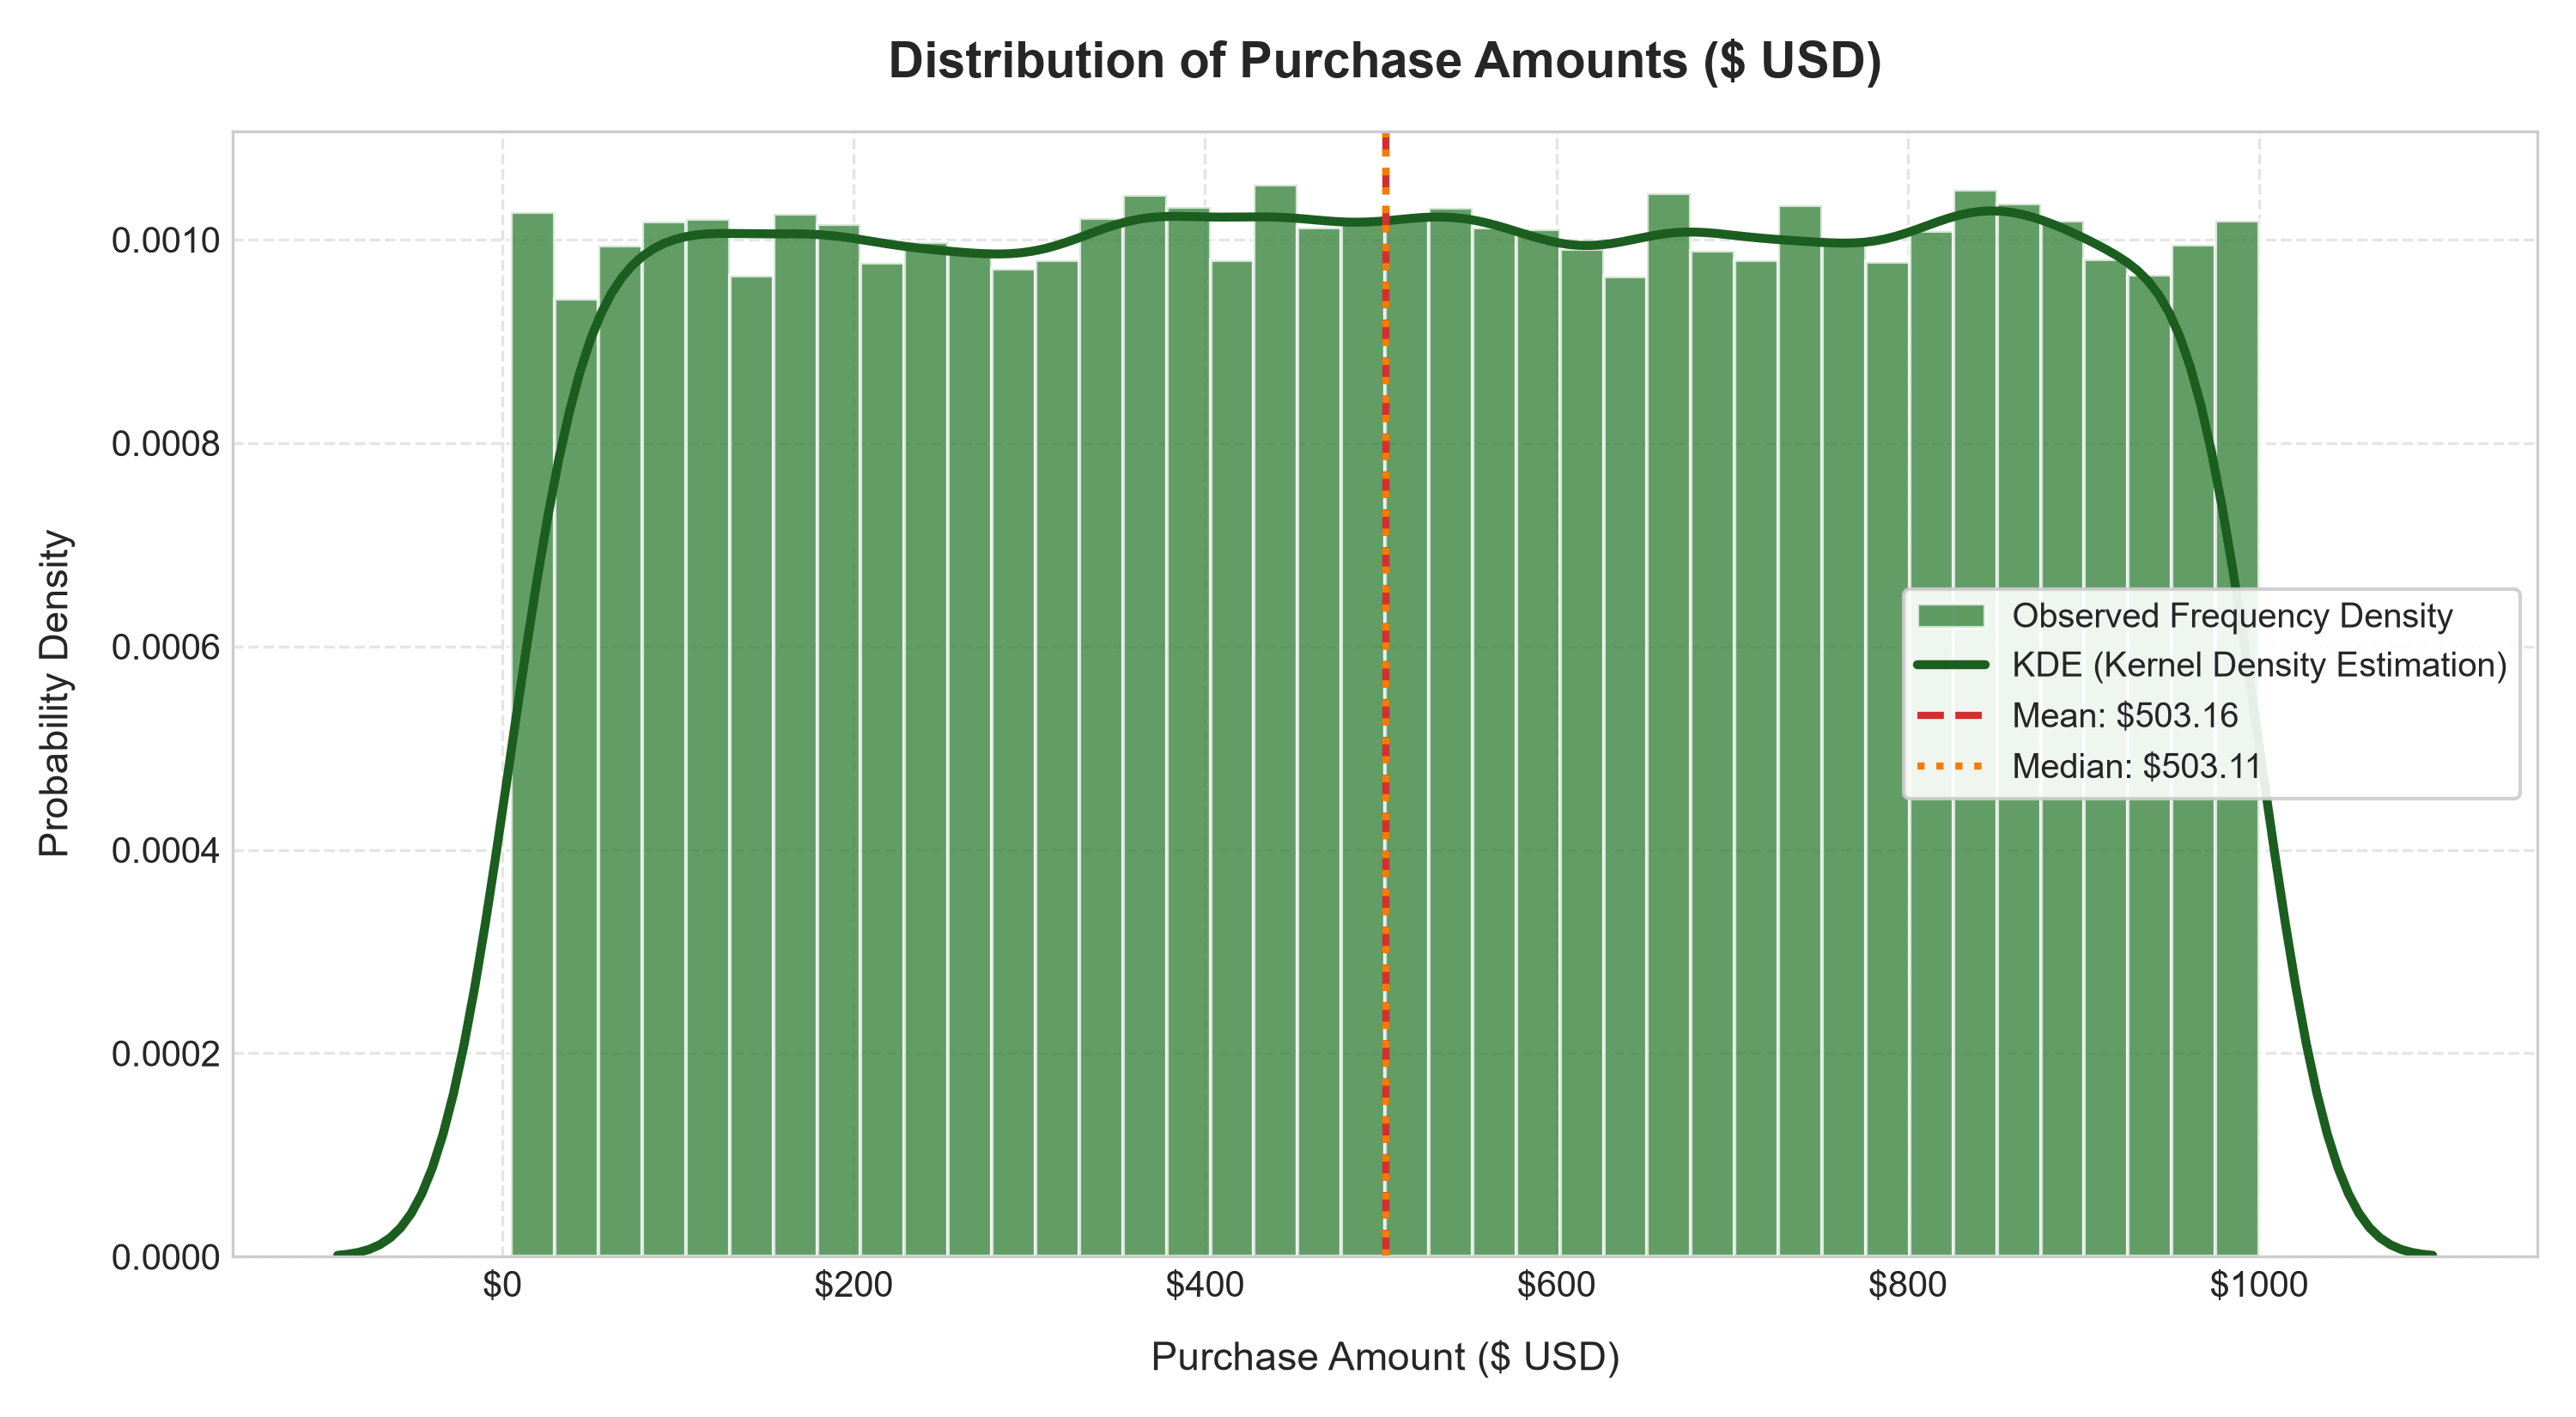 Distribution of Purchase Amounts ($ USD)
Probability Density
0.0010
0.0008
0.0006
0.0004
0.0002
0.0000
Observed Frequency Density
KDE (Kernel Density Estimation)
Mean: $503.16
Median: $503.11
$0 $200 $400 $600 $800 $1000
Purchase Amount ($ USD)